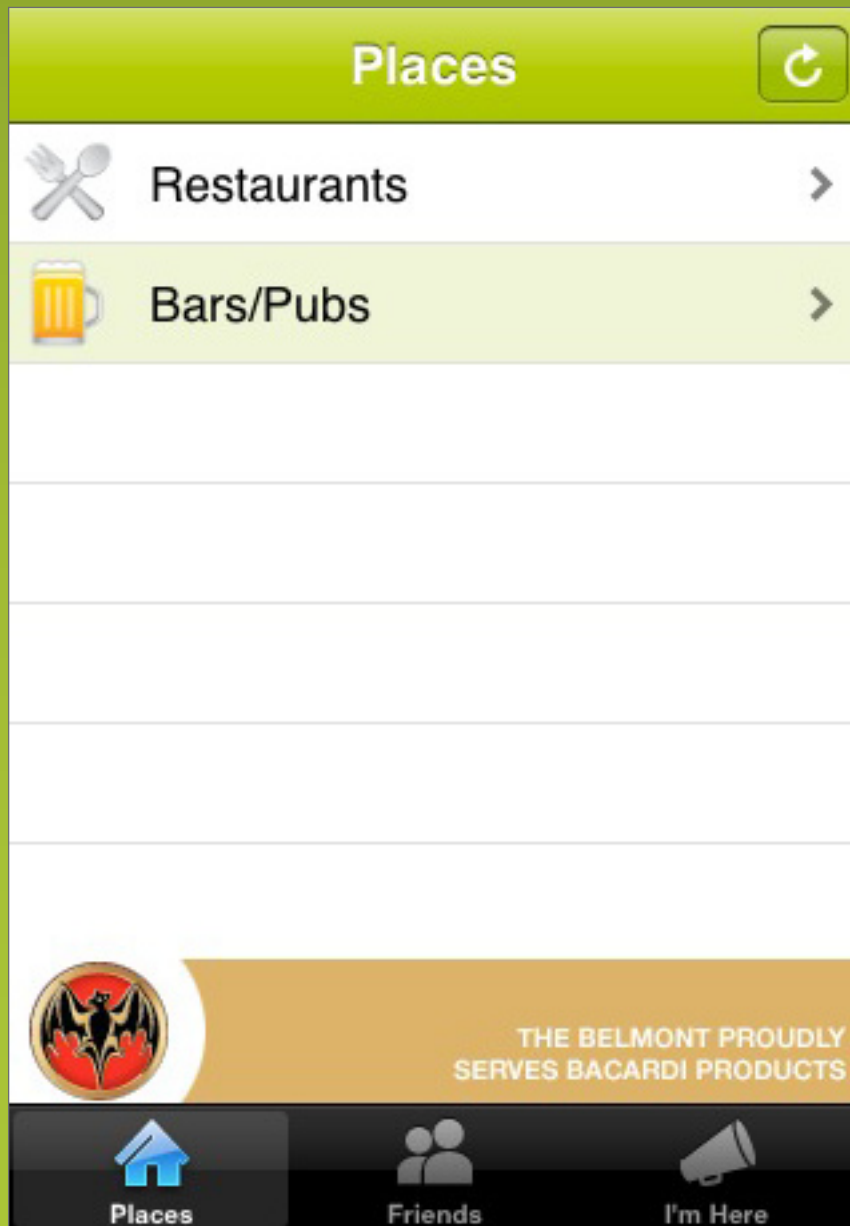 Places
Restaurants
Bars/Pubs
THE BELMONT PROUDLY
SERVES BACARDI PRODUCTS
Places
Friends
I'm Here